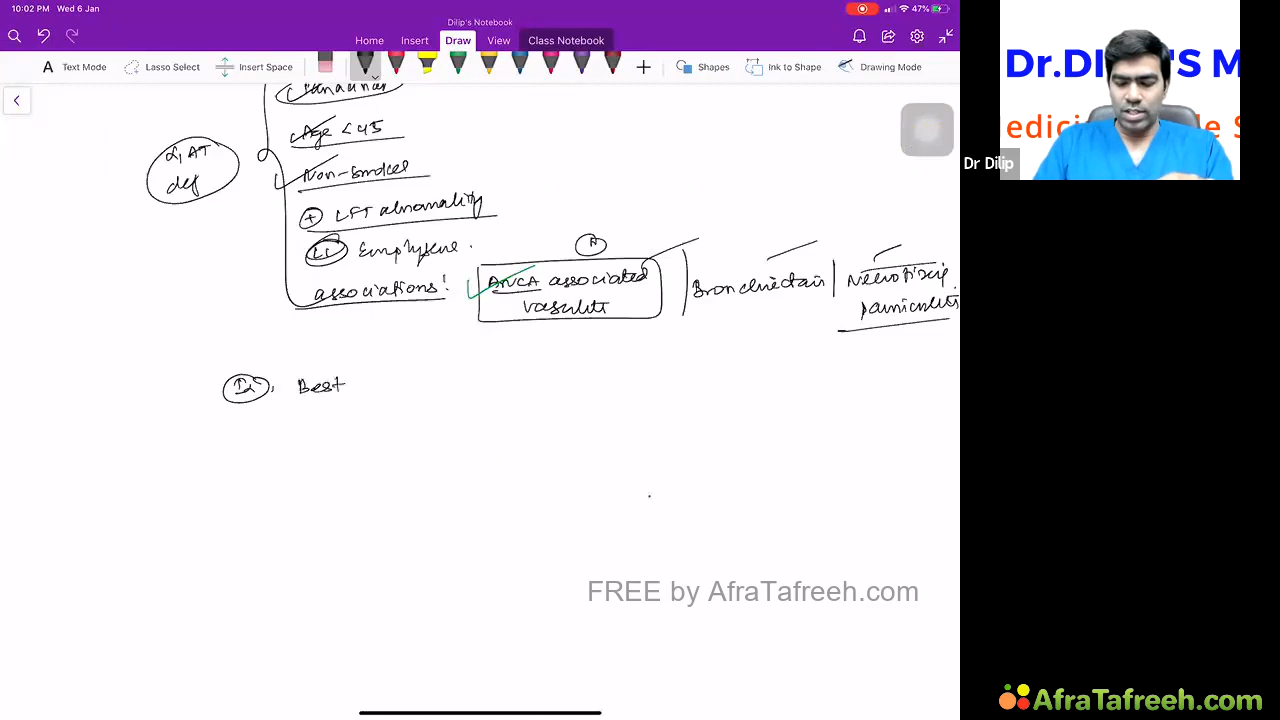 10:02 PM Wed 6 Jan
47%
Dilip's Notebook
Home Insert Draw View Class Notebook
Text Mode Lasso Select Insert Space Shapes Ink to Shape Drawing Mode
Dr.DI 'S M
edici e S
Dr Dilip
Age < 45
α1 AT
def
Non-smoker
+ LFT abnormality
LL Emphysema.
associations:
ANCA associated
vasculitis
Bronchiectasis
Necrotizing
panniculitis
Ix: Best
FREE by AfraTafreeh.com
AfraTafreeh.com